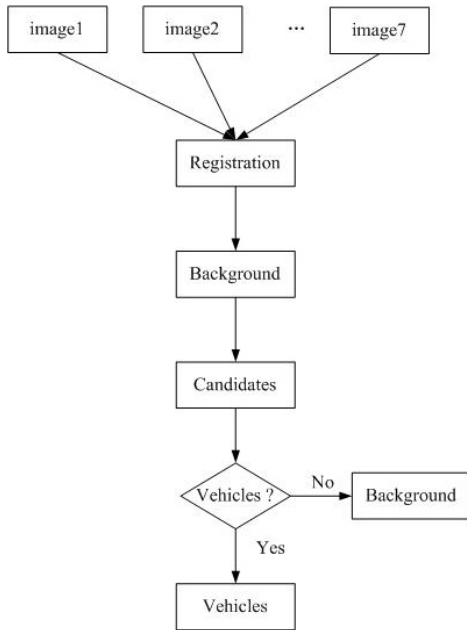 image1
image2
...
image7
Registration
Background
Candidates
Vehicles ?
No
Background
Yes
Vehicles